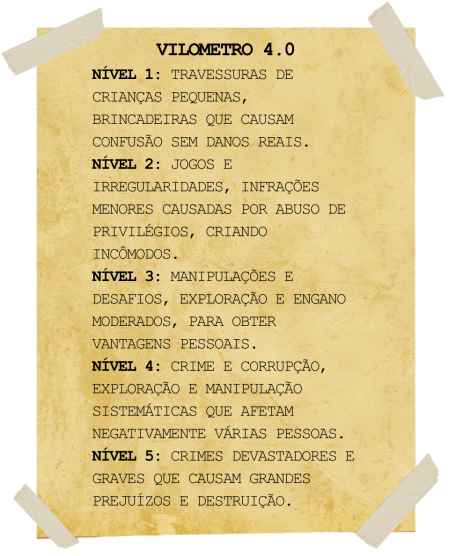 VILOMETRO 4.0
NÍVEL 1: TRAVESSURAS DE
CRIANÇAS PEQUENAS,
BRINCADEIRAS QUE CAUSAM
CONFUSÃO SEM DANOS REAIS.
NÍVEL 2: JOGOS E
IRREGULARIDADES, INFRAÇÕES
MENORES CAUSADAS POR ABUSO DE
PRIVILÉGIOS, CRIANDO
INCÔMODOS.
NÍVEL 3: MANIPULAÇÕES E
DESAFIOS, EXPLORAÇÃO E ENGANO
MODERADOS, PARA OBTER
VANTAGENS PESSOAIS.
NÍVEL 4: CRIME E CORRUPÇÃO,
EXPLORAÇÃO E MANIPULAÇÃO
SISTEMÁTICAS QUE AFETAM
NEGATIVAMENTE VÁRIAS PESSOAS.
NÍVEL 5: CRIMES DEVASTADORES E
GRAVES QUE CAUSAM GRANDES
PREJUÍZOS E DESTRUIÇÃO.